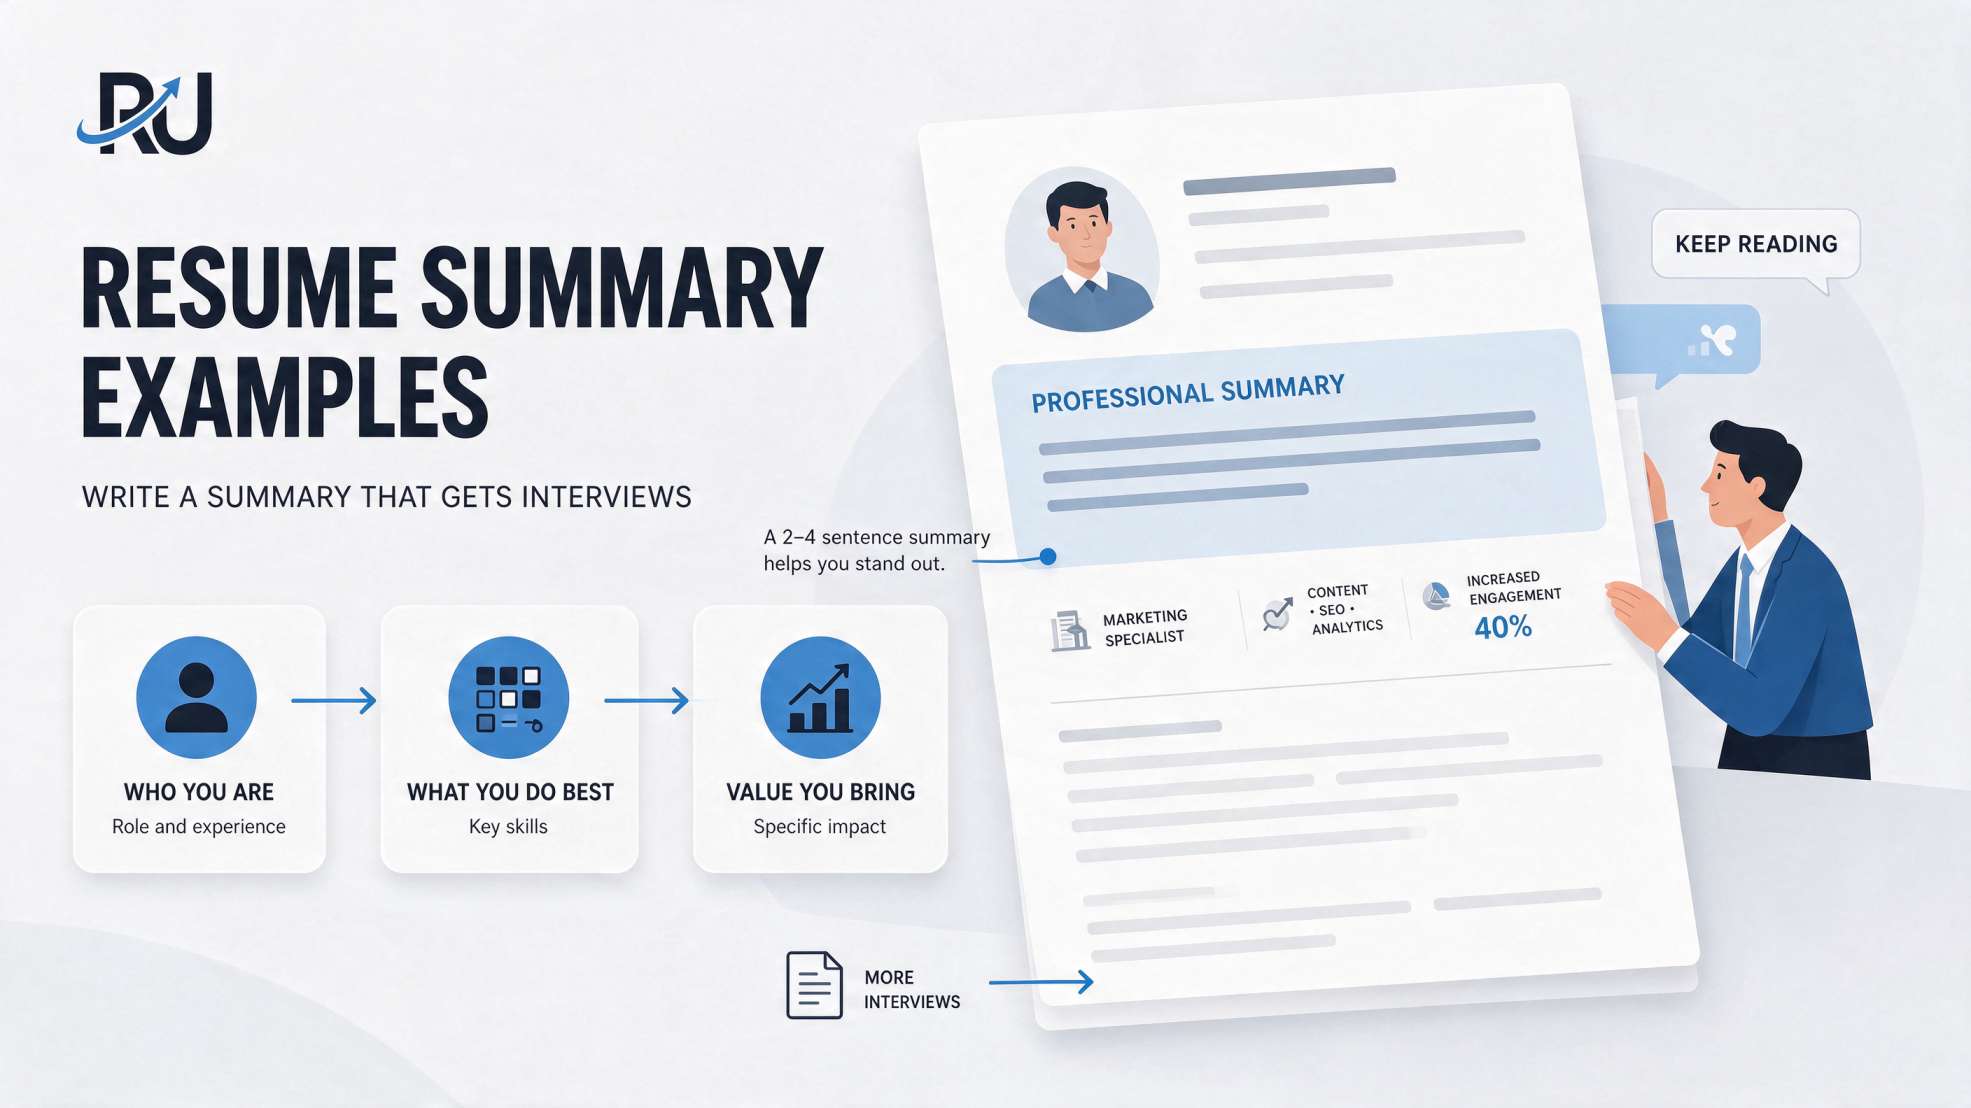 RU
RESUME SUMMARY
EXAMPLES
WRITE A SUMMARY THAT GETS INTERVIEWS
A 2–4 sentence summary
helps you stand out.
WHO YOU ARE
Role and experience
WHAT YOU DO BEST
Key skills
VALUE YOU BRING
Specific impact
MORE
INTERVIEWS
PROFESSIONAL SUMMARY
MARKETING
SPECIALIST
CONTENT
• SEO •
ANALYTICS
INCREASED
ENGAGEMENT
40%
KEEP READING